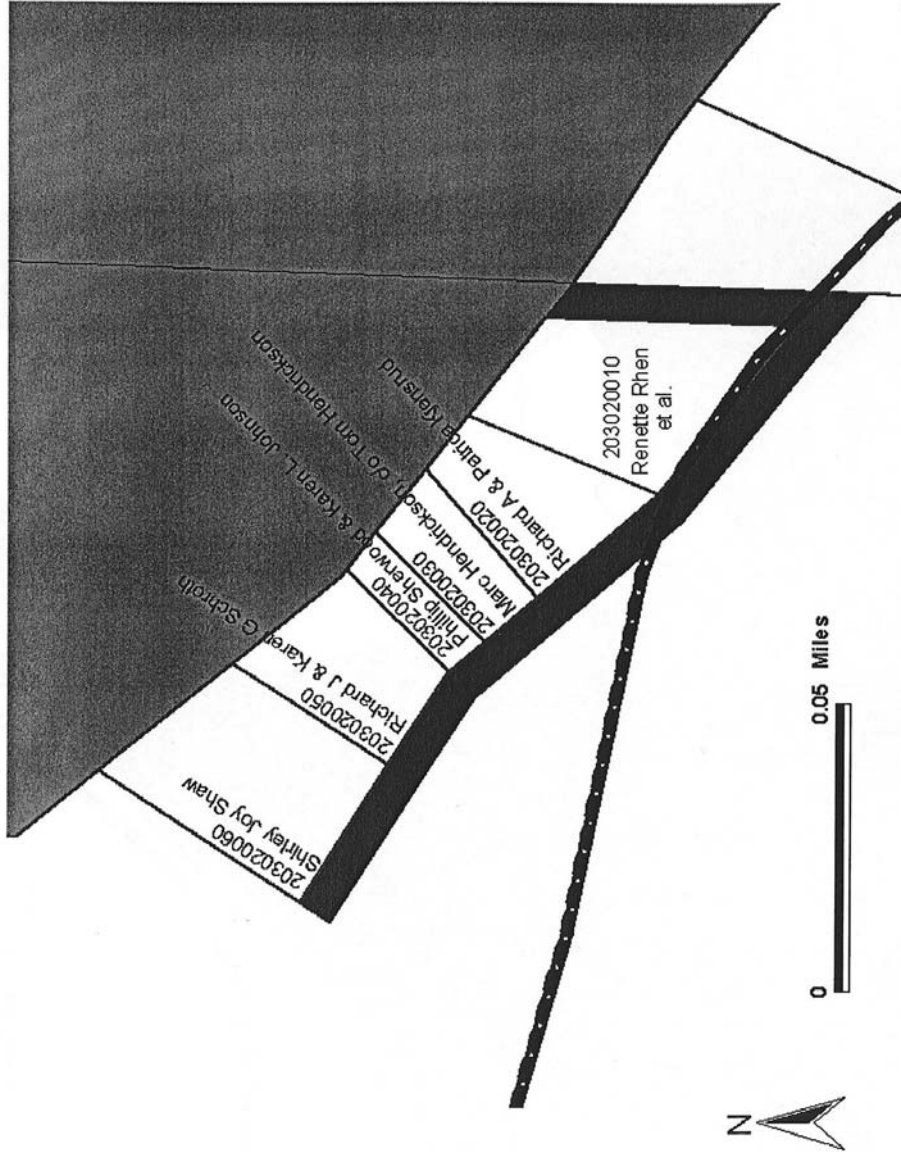 203020060
Shirley Joy Shaw
203020050
Richard J & Karen G Schroth
203020040
Phillip Sherwood & Karen L. Johnson
203020030
Marc Hendrickson, c/o Tom Hendrickson
203020020
Richard A & Patricia Kjensrud
203020010
Renette Rhen
et al.
0
0.05 Miles
N